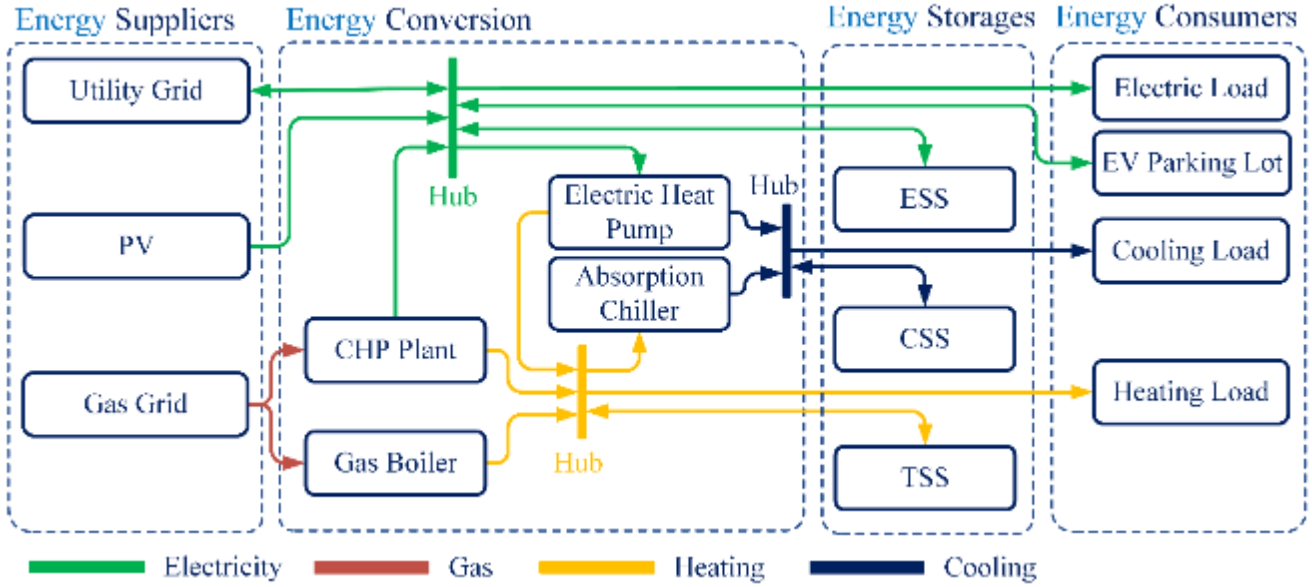 Energy Suppliers
Energy Conversion
Energy Storages
Energy Consumers
Utility Grid
Electric Load
EV Parking Lot
Hub
Electric Heat
Pump
Hub
ESS
PV
Cooling Load
Absorption
Chiller
CHP Plant
CSS
Gas Grid
Heating Load
Gas Boiler
Hub
TSS
Electricity
Gas
Heating
Cooling